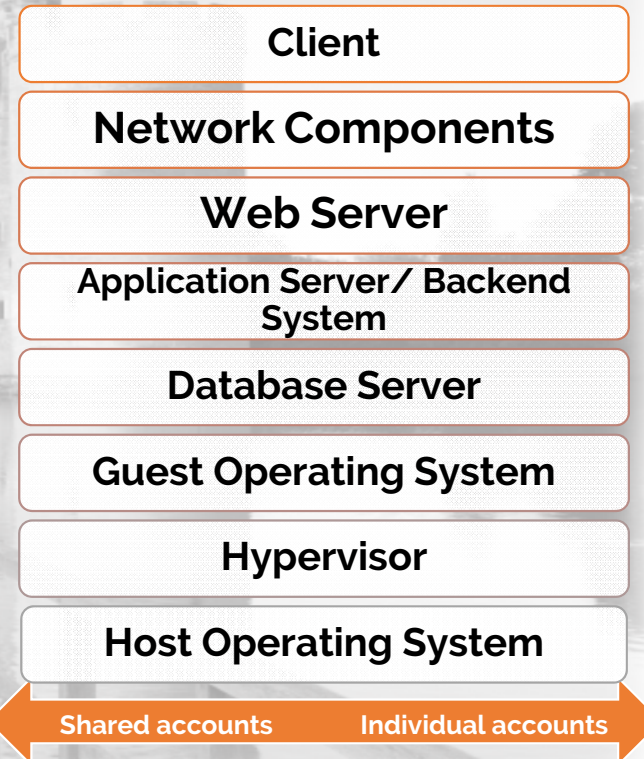 Client
Network Components
Web Server
Application Server/ Backend
System
Database Server
Guest Operating System
Hypervisor
Host Operating System
Shared accounts Individual accounts